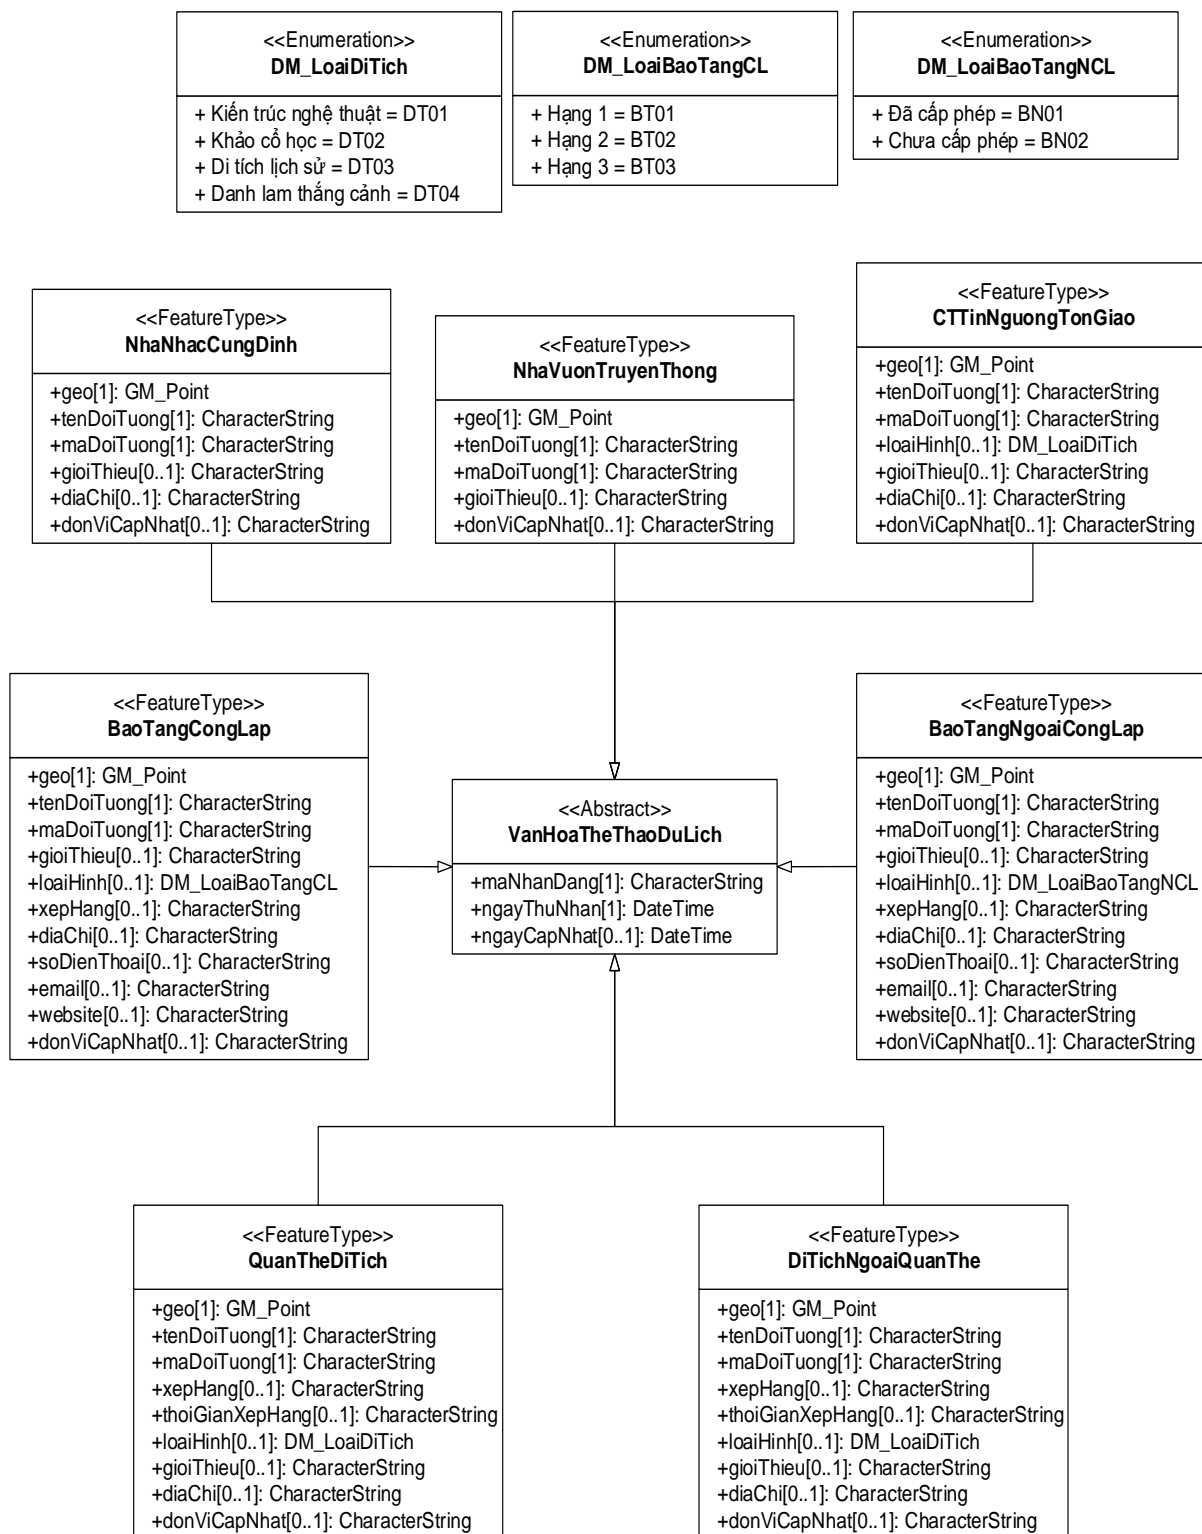 <<Enumeration>>
DM_LoaiDiTich
+ Kiến trúc nghệ thuật = DT01
+ Khảo cổ học = DT02
+ Di tích lịch sử = DT03
+ Danh lam thắng cảnh = DT04
<<Enumeration>>
DM_LoaiBaoTangCL
+ Hạng 1 = BT01
+ Hạng 2 = BT02
+ Hạng 3 = BT03
<<Enumeration>>
DM_LoaiBaoTangNCL
+ Đã cấp phép = BN01
+ Chưa cấp phép = BN02
<<FeatureType>>
NhaNhacCungDinh
+geo[1]: GM_Point
+tenDoiTuong[1]: CharacterString
+maDoiTuong[1]: CharacterString
+gioiThieu[0..1]: CharacterString
+diaChi[0..1]: CharacterString
+donViCapNhat[0..1]: CharacterString
<<FeatureType>>
NhaVuonTruyenThong
+geo[1]: GM_Point
+tenDoiTuong[1]: CharacterString
+maDoiTuong[1]: CharacterString
+gioiThieu[0..1]: CharacterString
+donViCapNhat[0..1]: CharacterString
<<FeatureType>>
CTTinNguongTonGiao
+geo[1]: GM_Point
+tenDoiTuong[1]: CharacterString
+maDoiTuong[1]: CharacterString
+loaiHinh[0..1]: DM_LoaiDiTich
+gioiThieu[0..1]: CharacterString
+diaChi[0..1]: CharacterString
+donViCapNhat[0..1]: CharacterString
<<FeatureType>>
BaoTangCongLap
+geo[1]: GM_Point
+tenDoiTuong[1]: CharacterString
+maDoiTuong[1]: CharacterString
+gioiThieu[0..1]: CharacterString
+loaiHinh[0..1]: DM_LoaiBaoTangCL
+xepHang[0..1]: CharacterString
+diaChi[0..1]: CharacterString
+soDienThoai[0..1]: CharacterString
+email[0..1]: CharacterString
+website[0..1]: CharacterString
+donViCapNhat[0..1]: CharacterString
<<Abstract>>
VanHoaTheThaoDuLich
+maNhanDang[1]: CharacterString
+ngayThuNhan[1]: DateTime
+ngayCapNhat[0..1]: DateTime
<<FeatureType>>
BaoTangNgoaiCongLap
+geo[1]: GM_Point
+tenDoiTuong[1]: CharacterString
+maDoiTuong[1]: CharacterString
+gioiThieu[0..1]: CharacterString
+loaiHinh[0..1]: DM_LoaiBaoTangNCL
+xepHang[0..1]: CharacterString
+diaChi[0..1]: CharacterString
+soDienThoai[0..1]: CharacterString
+email[0..1]: CharacterString
+website[0..1]: CharacterString
+donViCapNhat[0..1]: CharacterString
<<FeatureType>>
QuanTheDiTich
+geo[1]: GM_Point
+tenDoiTuong[1]: CharacterString
+maDoiTuong[1]: CharacterString
+xepHang[0..1]: CharacterString
+thoiGianXepHang[0..1]: CharacterString
+loaiHinh[0..1]: DM_LoaiDiTich
+gioiThieu[0..1]: CharacterString
+diaChi[0..1]: CharacterString
+donViCapNhat[0..1]: CharacterString
<<FeatureType>>
DiTichNgoaiQuanThe
+geo[1]: GM_Point
+tenDoiTuong[1]: CharacterString
+maDoiTuong[1]: CharacterString
+xepHang[0..1]: CharacterString
+thoiGianXepHang[0..1]: CharacterString
+loaiHinh[0..1]: DM_LoaiDiTich
+gioiThieu[0..1]: CharacterString
+diaChi[0..1]: CharacterString
+donViCapNhat[0..1]: CharacterString